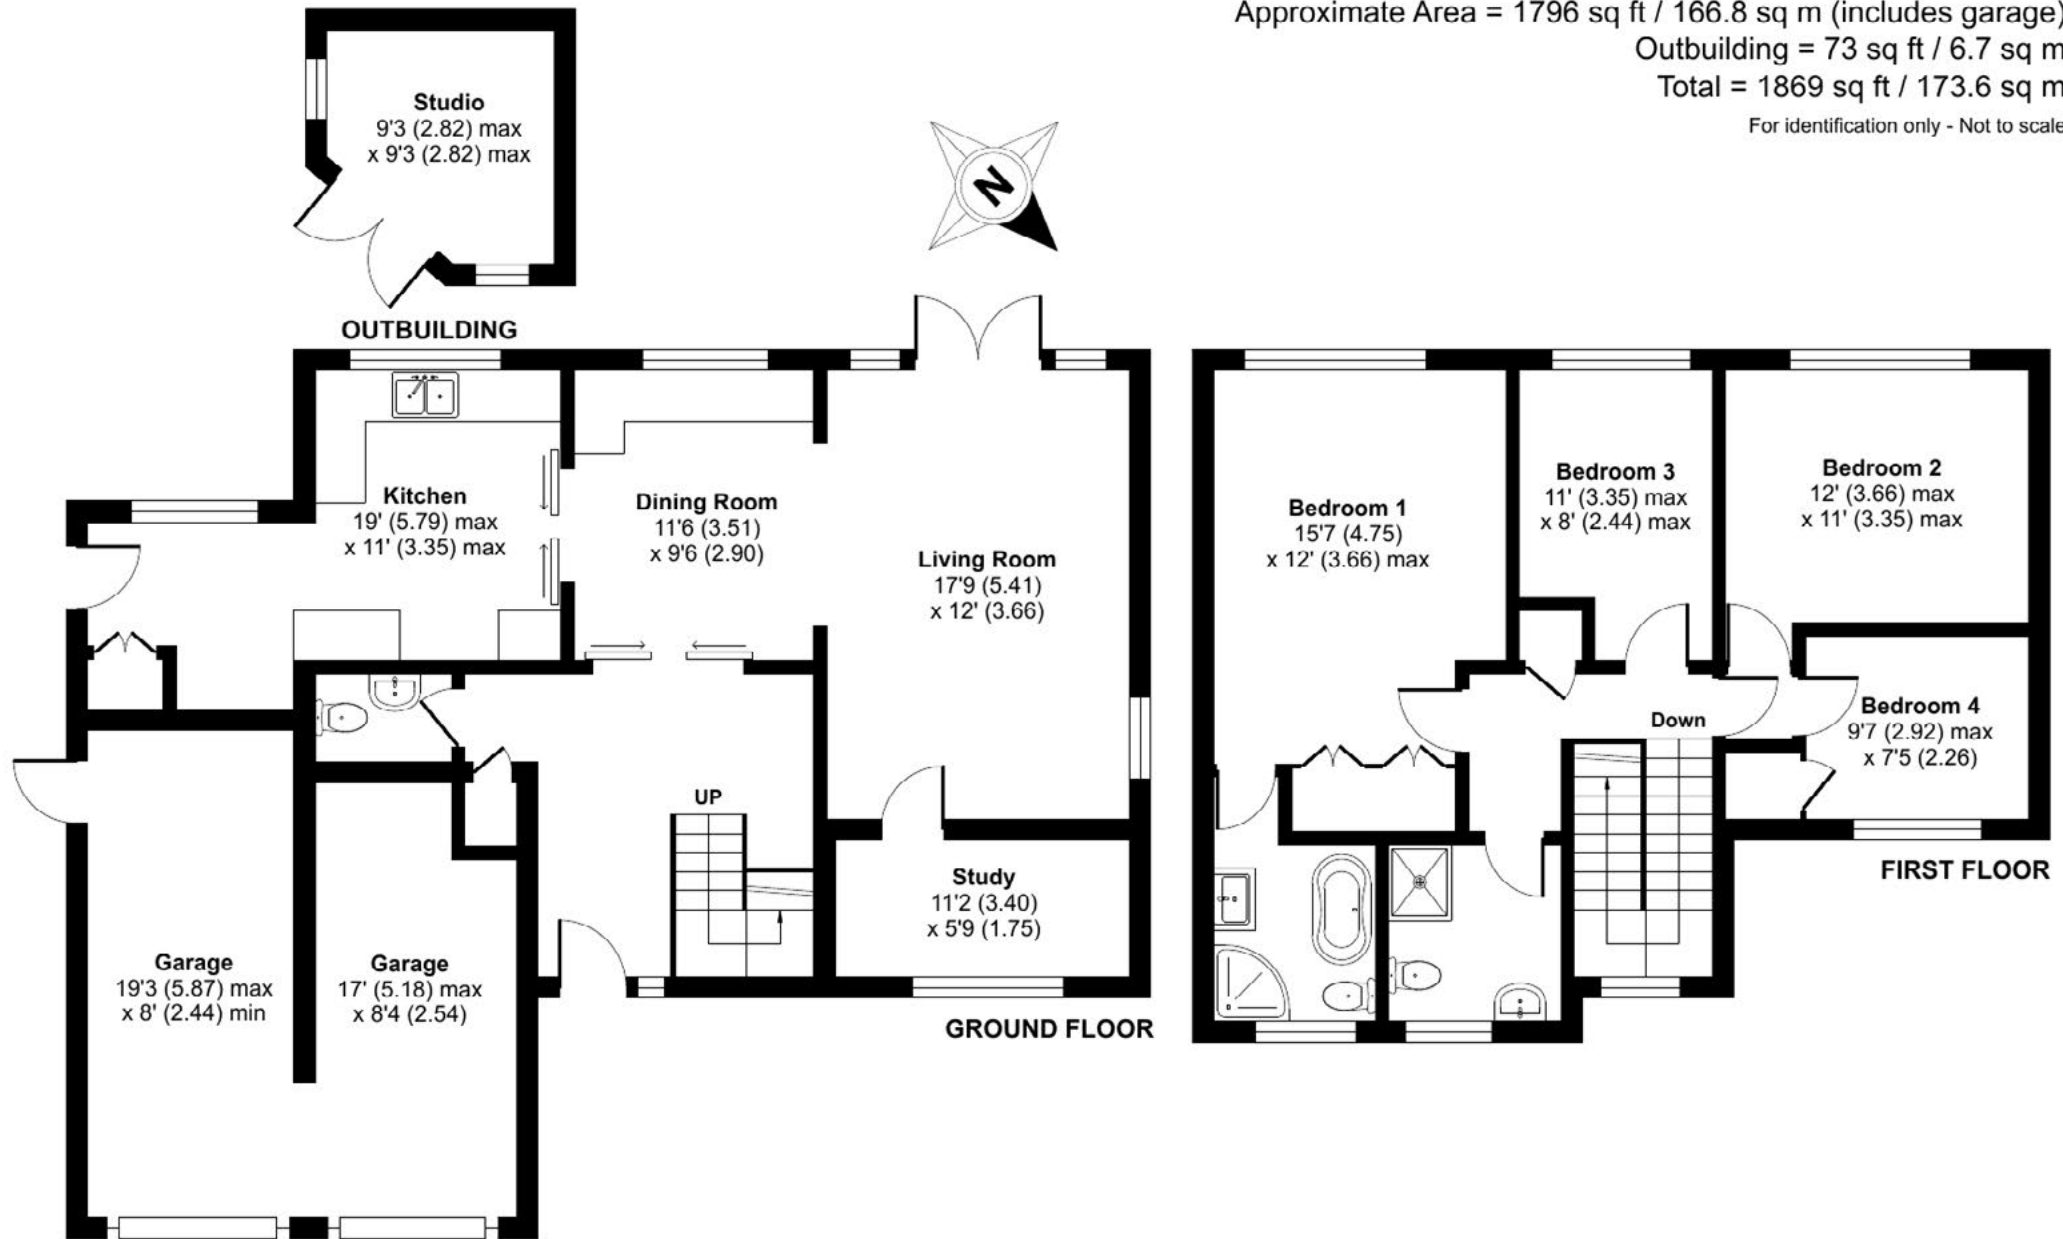 Approximate Area = 1796 sq ft / 166.8 sq m (includes garage)
Outbuilding = 73 sq ft / 6.7 sq m
Total = 1869 sq ft / 173.6 sq m
For identification only - Not to scale
Studio
9'3 (2.82) max
x 9'3 (2.82) max
OUTBUILDING
N
Kitchen
19' (5.79) max
x 11' (3.35) max
Dining Room
11'6 (3.51)
x 9'6 (2.90)
Living Room
17'9 (5.41)
x 12' (3.66)
UP
Study
11'2 (3.40)
x 5'9 (1.75)
Garage
19'3 (5.87) max
x 8' (2.44) min
Garage
17' (5.18) max
x 8'4 (2.54)
GROUND FLOOR
Bedroom 1
15'7 (4.75)
x 12' (3.66) max
Bedroom 3
11' (3.35) max
x 8' (2.44) max
Bedroom 2
12' (3.66) max
x 11' (3.35) max
Down
Bedroom 4
9'7 (2.92) max
x 7'5 (2.26)
FIRST FLOOR